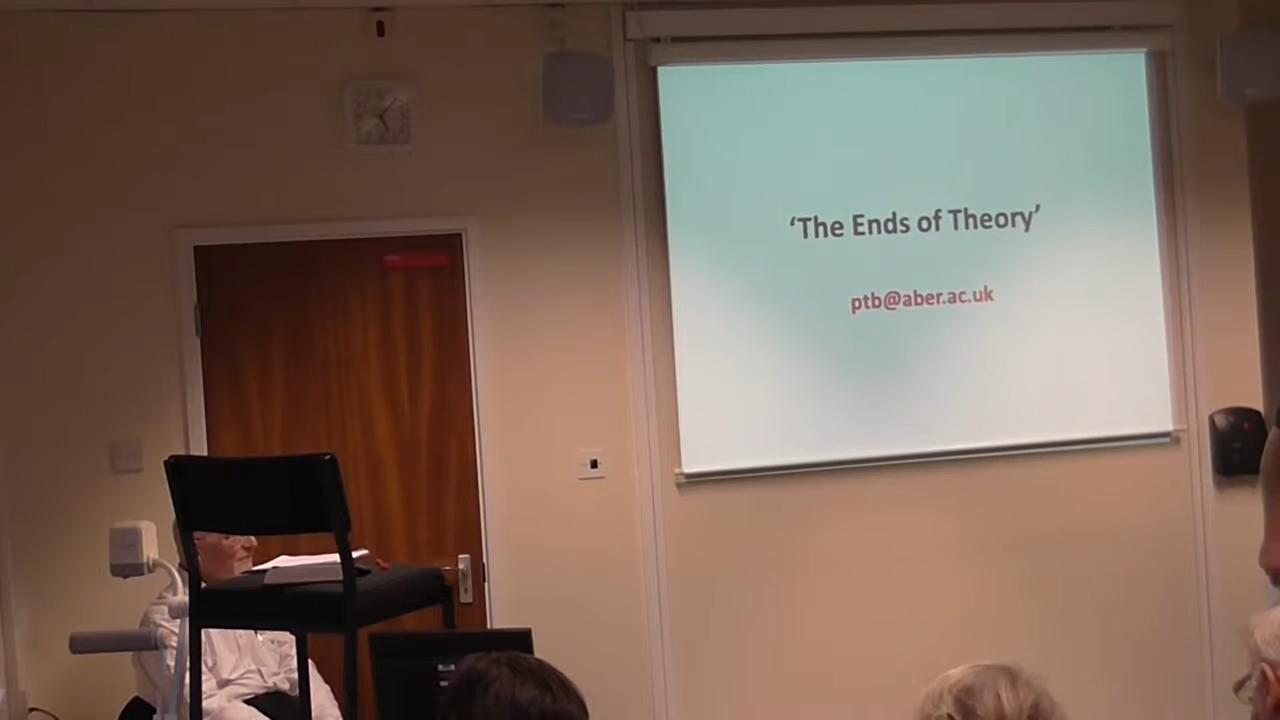 ‘The Ends of Theory’
ptb@aber.ac.uk